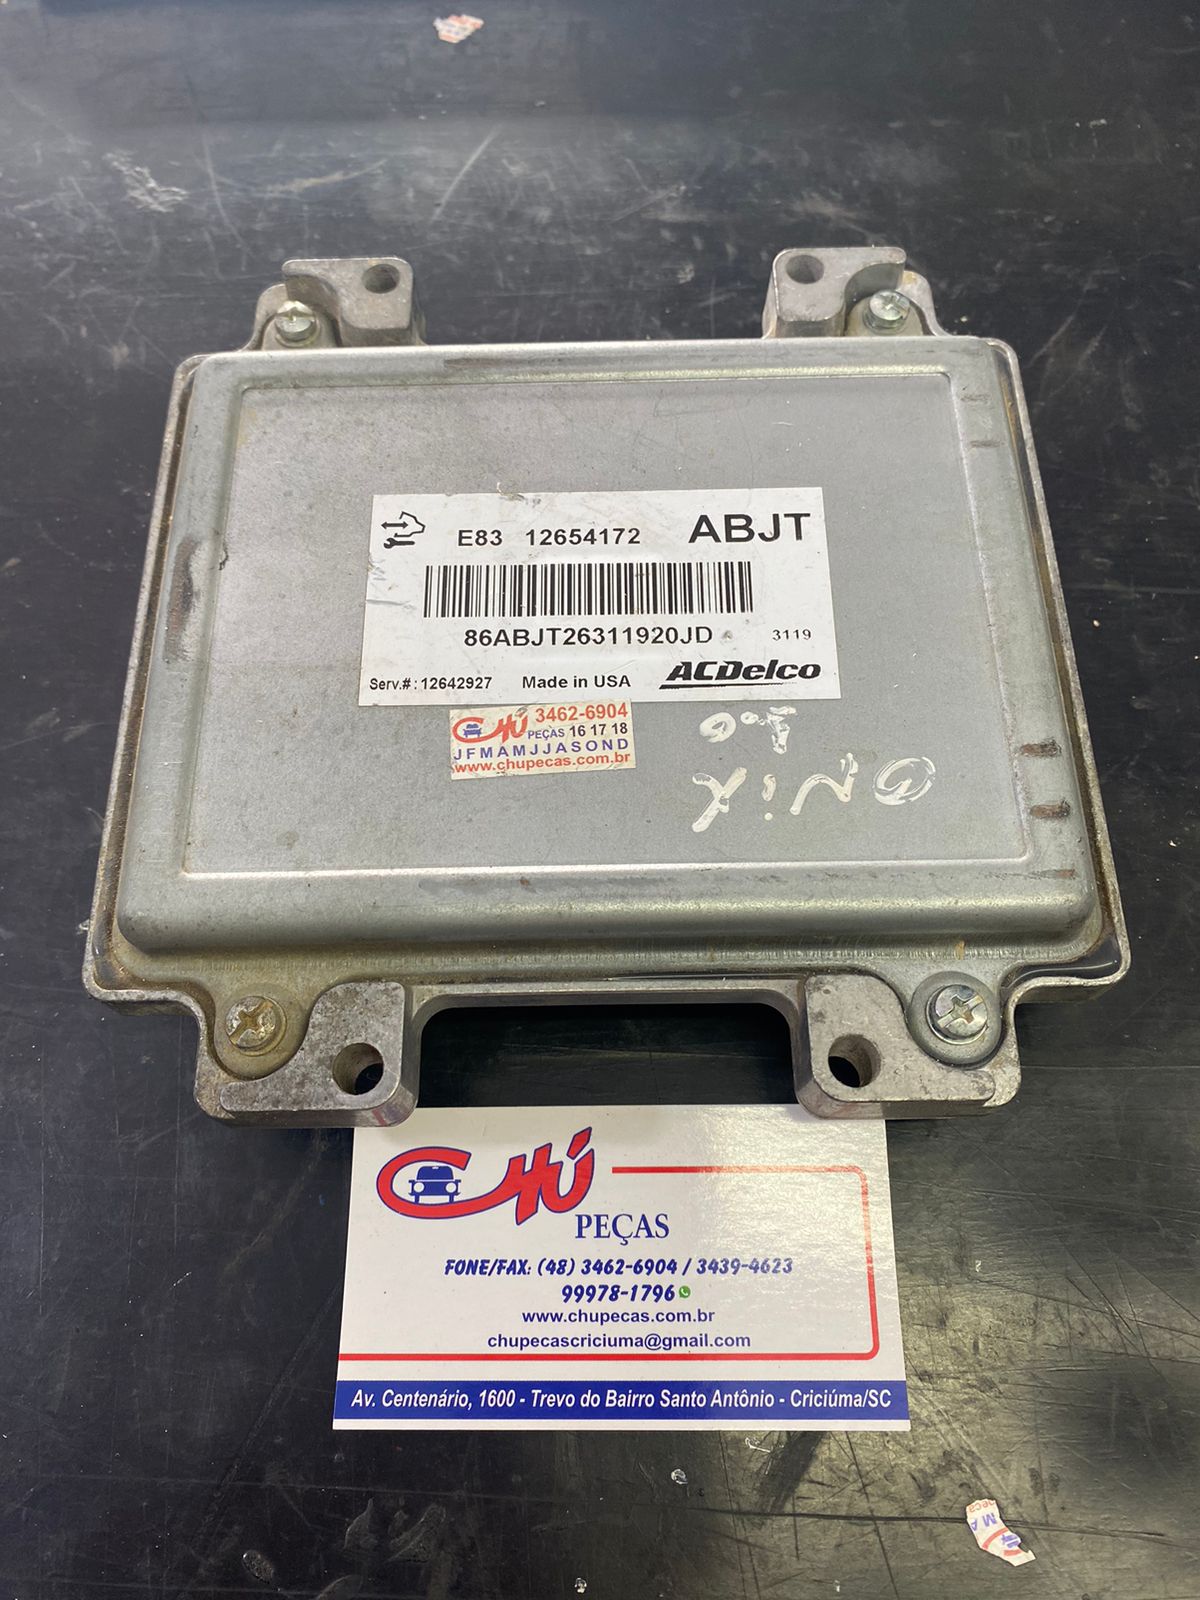 E83 12654172 ABJT
86ABJT26311920JD 3119
Serv.#: 12642927 Made in USA ACDelco
CHÚ 3462-6904
PEÇAS 16 17 18
JFMAMJJASOND
www.chupecas.com.br
ONiX
1.0
CHÚ
PEÇAS
FONE/FAX: (48) 3462-6904 / 3439-4623
99978-1796
www.chupecas.com.br
chupecascriciuma@gmail.com
Av. Centenário, 1600 - Trevo do Bairro Santo Antônio - Criciúma/SC